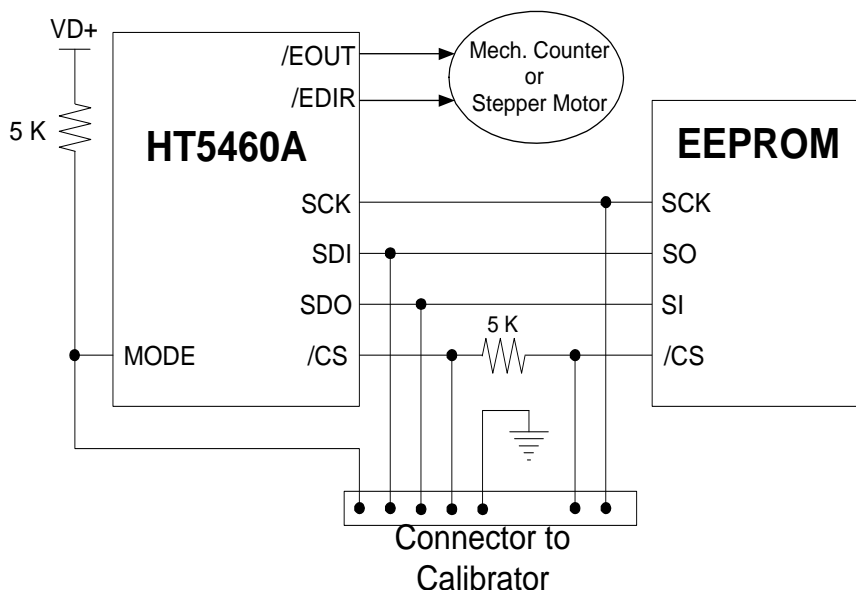 VD+
5 K
HT5460A
/EOUT
/EDIR
SCK
SDI
SDO
/CS
MODE
Mech. Counter
or
Stepper Motor
5 K
EEPROM
SCK
SO
SI
/CS
Connector to
Calibrator